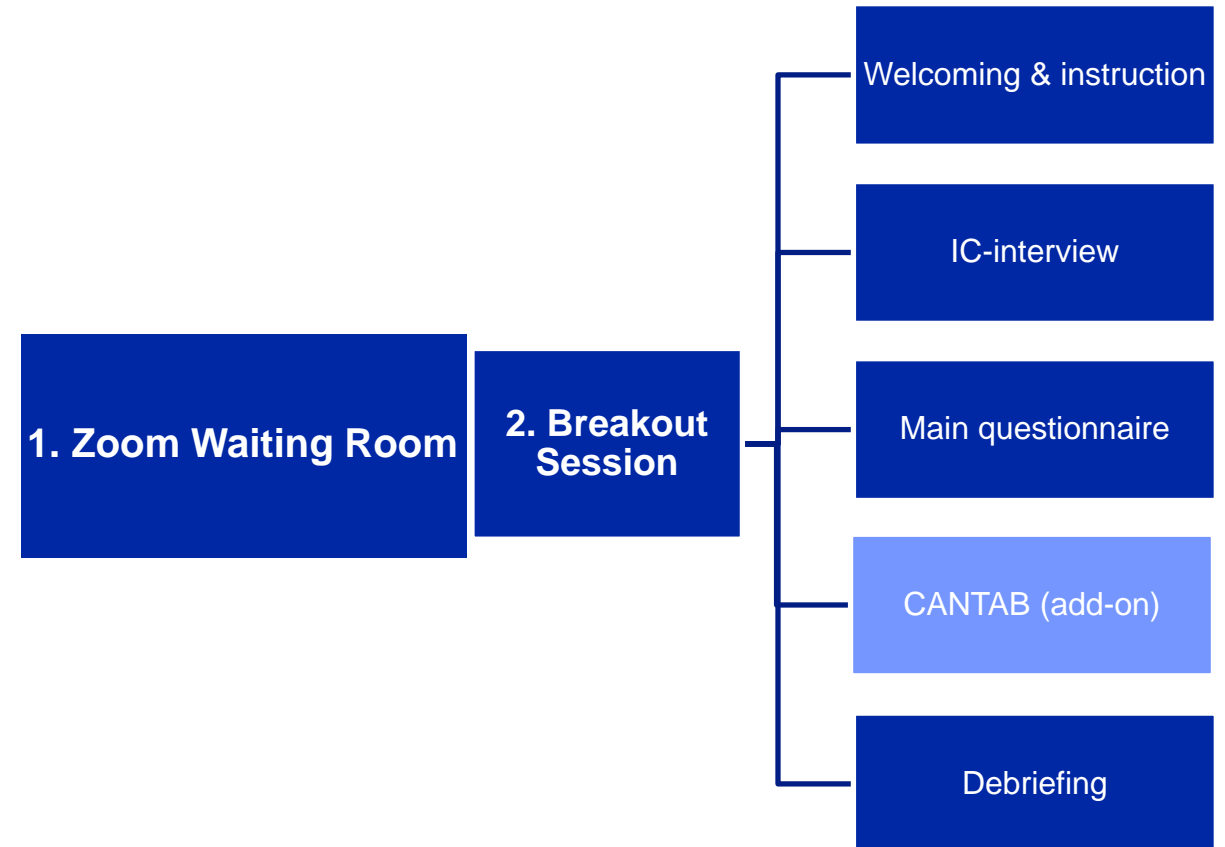 1. Zoom Waiting Room
2. Breakout
Session
Welcoming & instruction
IC-interview
Main questionnaire
CANTAB (add-on)
Debriefing